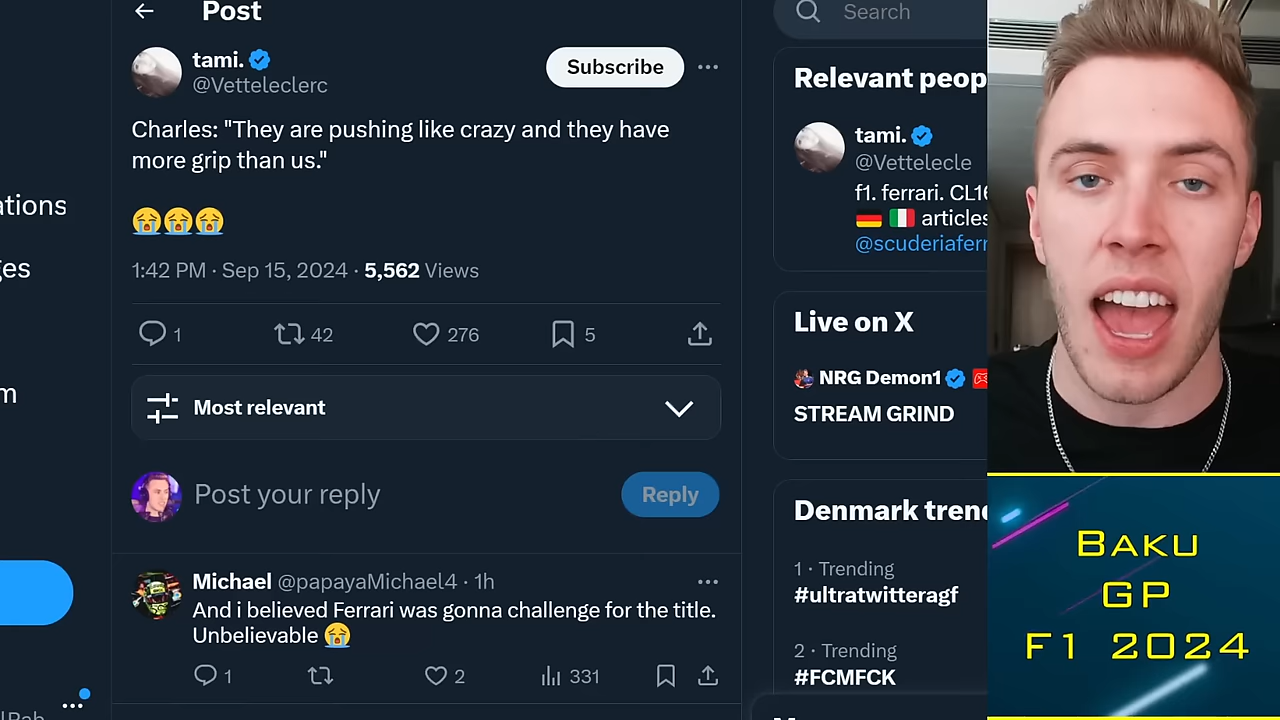 Post
Search
tami.
@Vetteleclerc
Subscribe
Charles: "They are pushing like crazy and they have
more grip than us."
😭😭😭
1:42 PM · Sep 15, 2024 · 5,562 Views
1
42
276
5
Most relevant
Post your reply
Reply
Michael @papayaMichael4 · 1h
And i believed Ferrari was gonna challenge for the title.
Unbelievable 😭
1
2
331
ations
ges
m
Relevant peop
tami.
@Vettelecle
f1. ferrari. CL16
🇩🇪 🇮🇹 articles
@scuderiaferr
Live on X
NRG Demon1
STREAM GRIND
Denmark trend
1 · Trending
#ultratwitteragf
2 · Trending
#FCMFCK
BAKU
GP
F1 2024